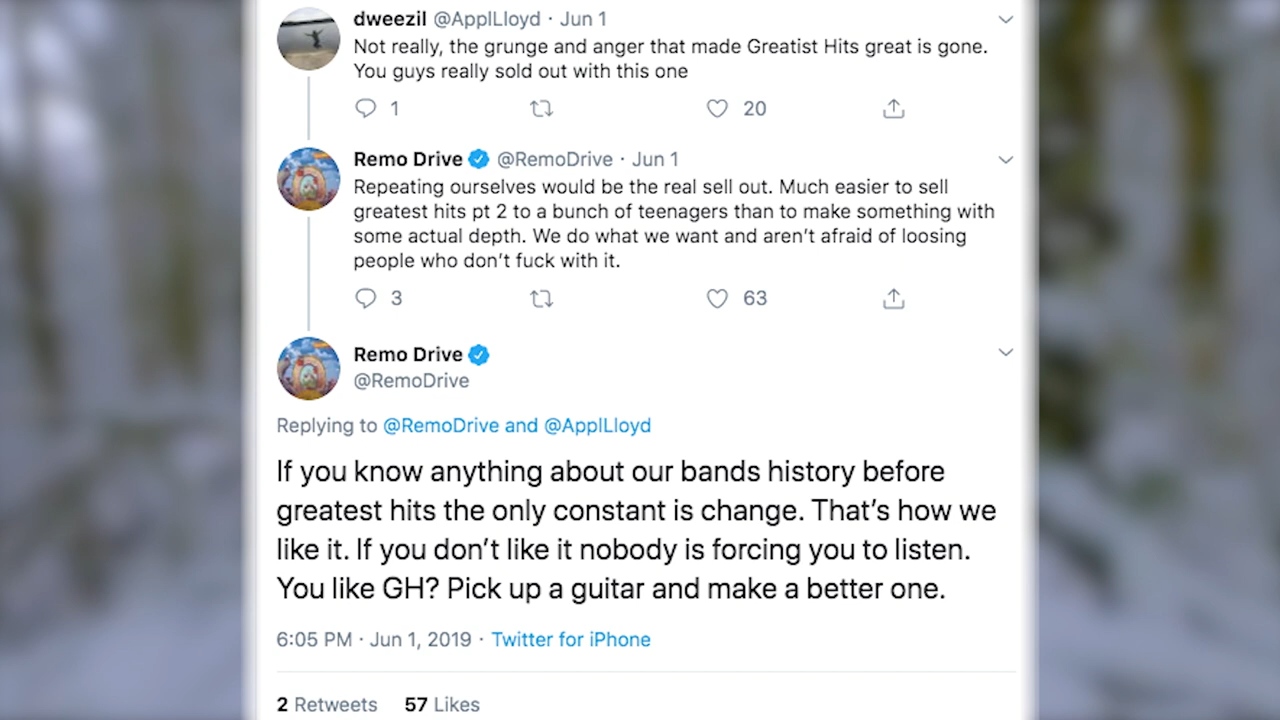 dweezil @ApplLloyd · Jun 1
Not really, the grunge and anger that made Greatist Hits great is gone.
You guys really sold out with this one
1 20
Remo Drive @RemoDrive · Jun 1
Repeating ourselves would be the real sell out. Much easier to sell
greatest hits pt 2 to a bunch of teenagers than to make something with
some actual depth. We do what we want and aren't afraid of loosing
people who don't fuck with it.
3 63
Remo Drive
@RemoDrive
Replying to @RemoDrive and @ApplLloyd
If you know anything about our bands history before
greatest hits the only constant is change. That's how we
like it. If you don't like it nobody is forcing you to listen.
You like GH? Pick up a guitar and make a better one.
6:05 PM · Jun 1, 2019 · Twitter for iPhone
2 Retweets 57 Likes